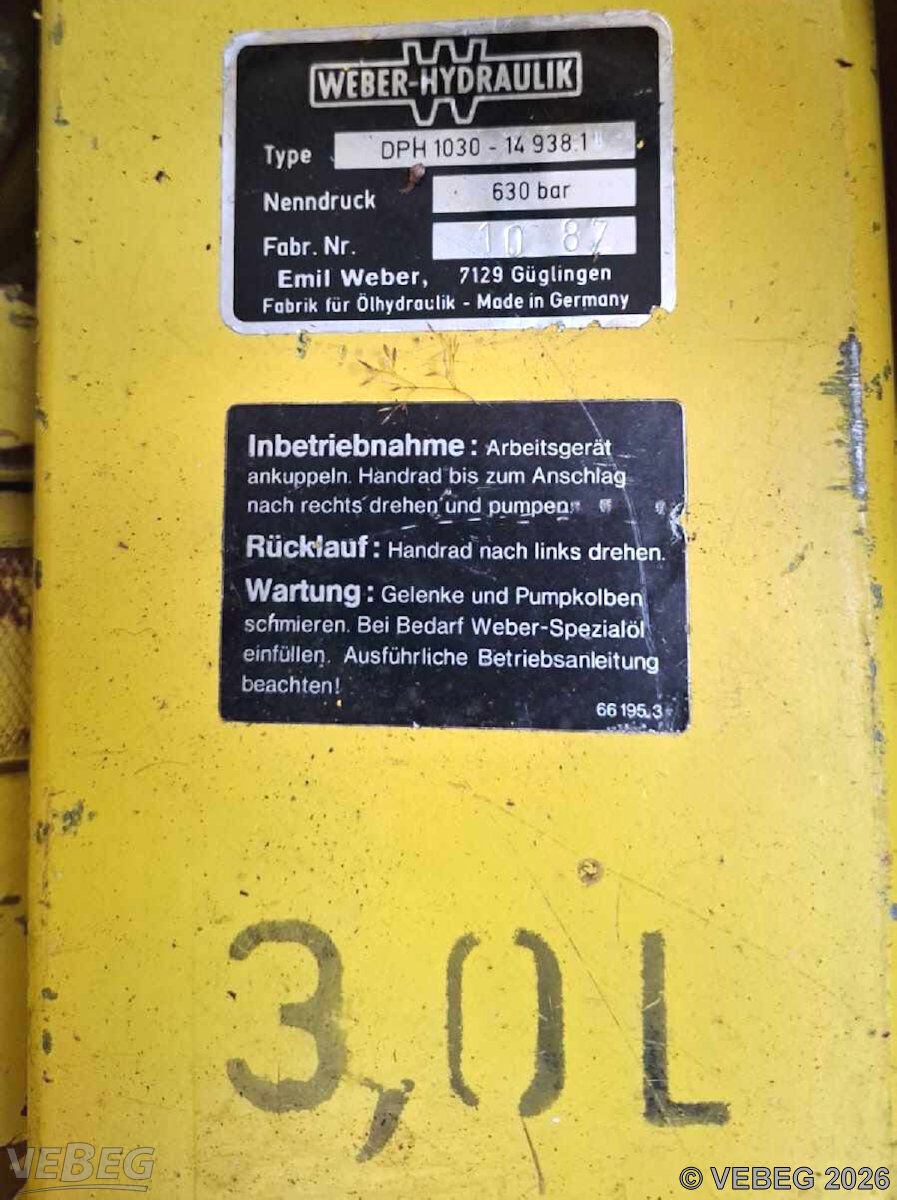 WEBER-HYDRAULIK
Type DPH 1030 - 14 938.1
Nenndruck 630 bar
Fabr. Nr. 10 87
Emil Weber, 7129 Güglingen
Fabrik für Ölhydraulik - Made in Germany
Inbetriebnahme: Arbeitsgerät
ankuppeln. Handrad bis zum Anschlag
nach rechts drehen und pumpen.
Rücklauf: Handrad nach links drehen.
Wartung: Gelenke und Pumpkolben
schmieren. Bei Bedarf Weber-Spezialöl
einfüllen. Ausführliche Betriebsanleitung
beachten!
66 195.3
3,0 L
VEBEG
© VEBEG 2026